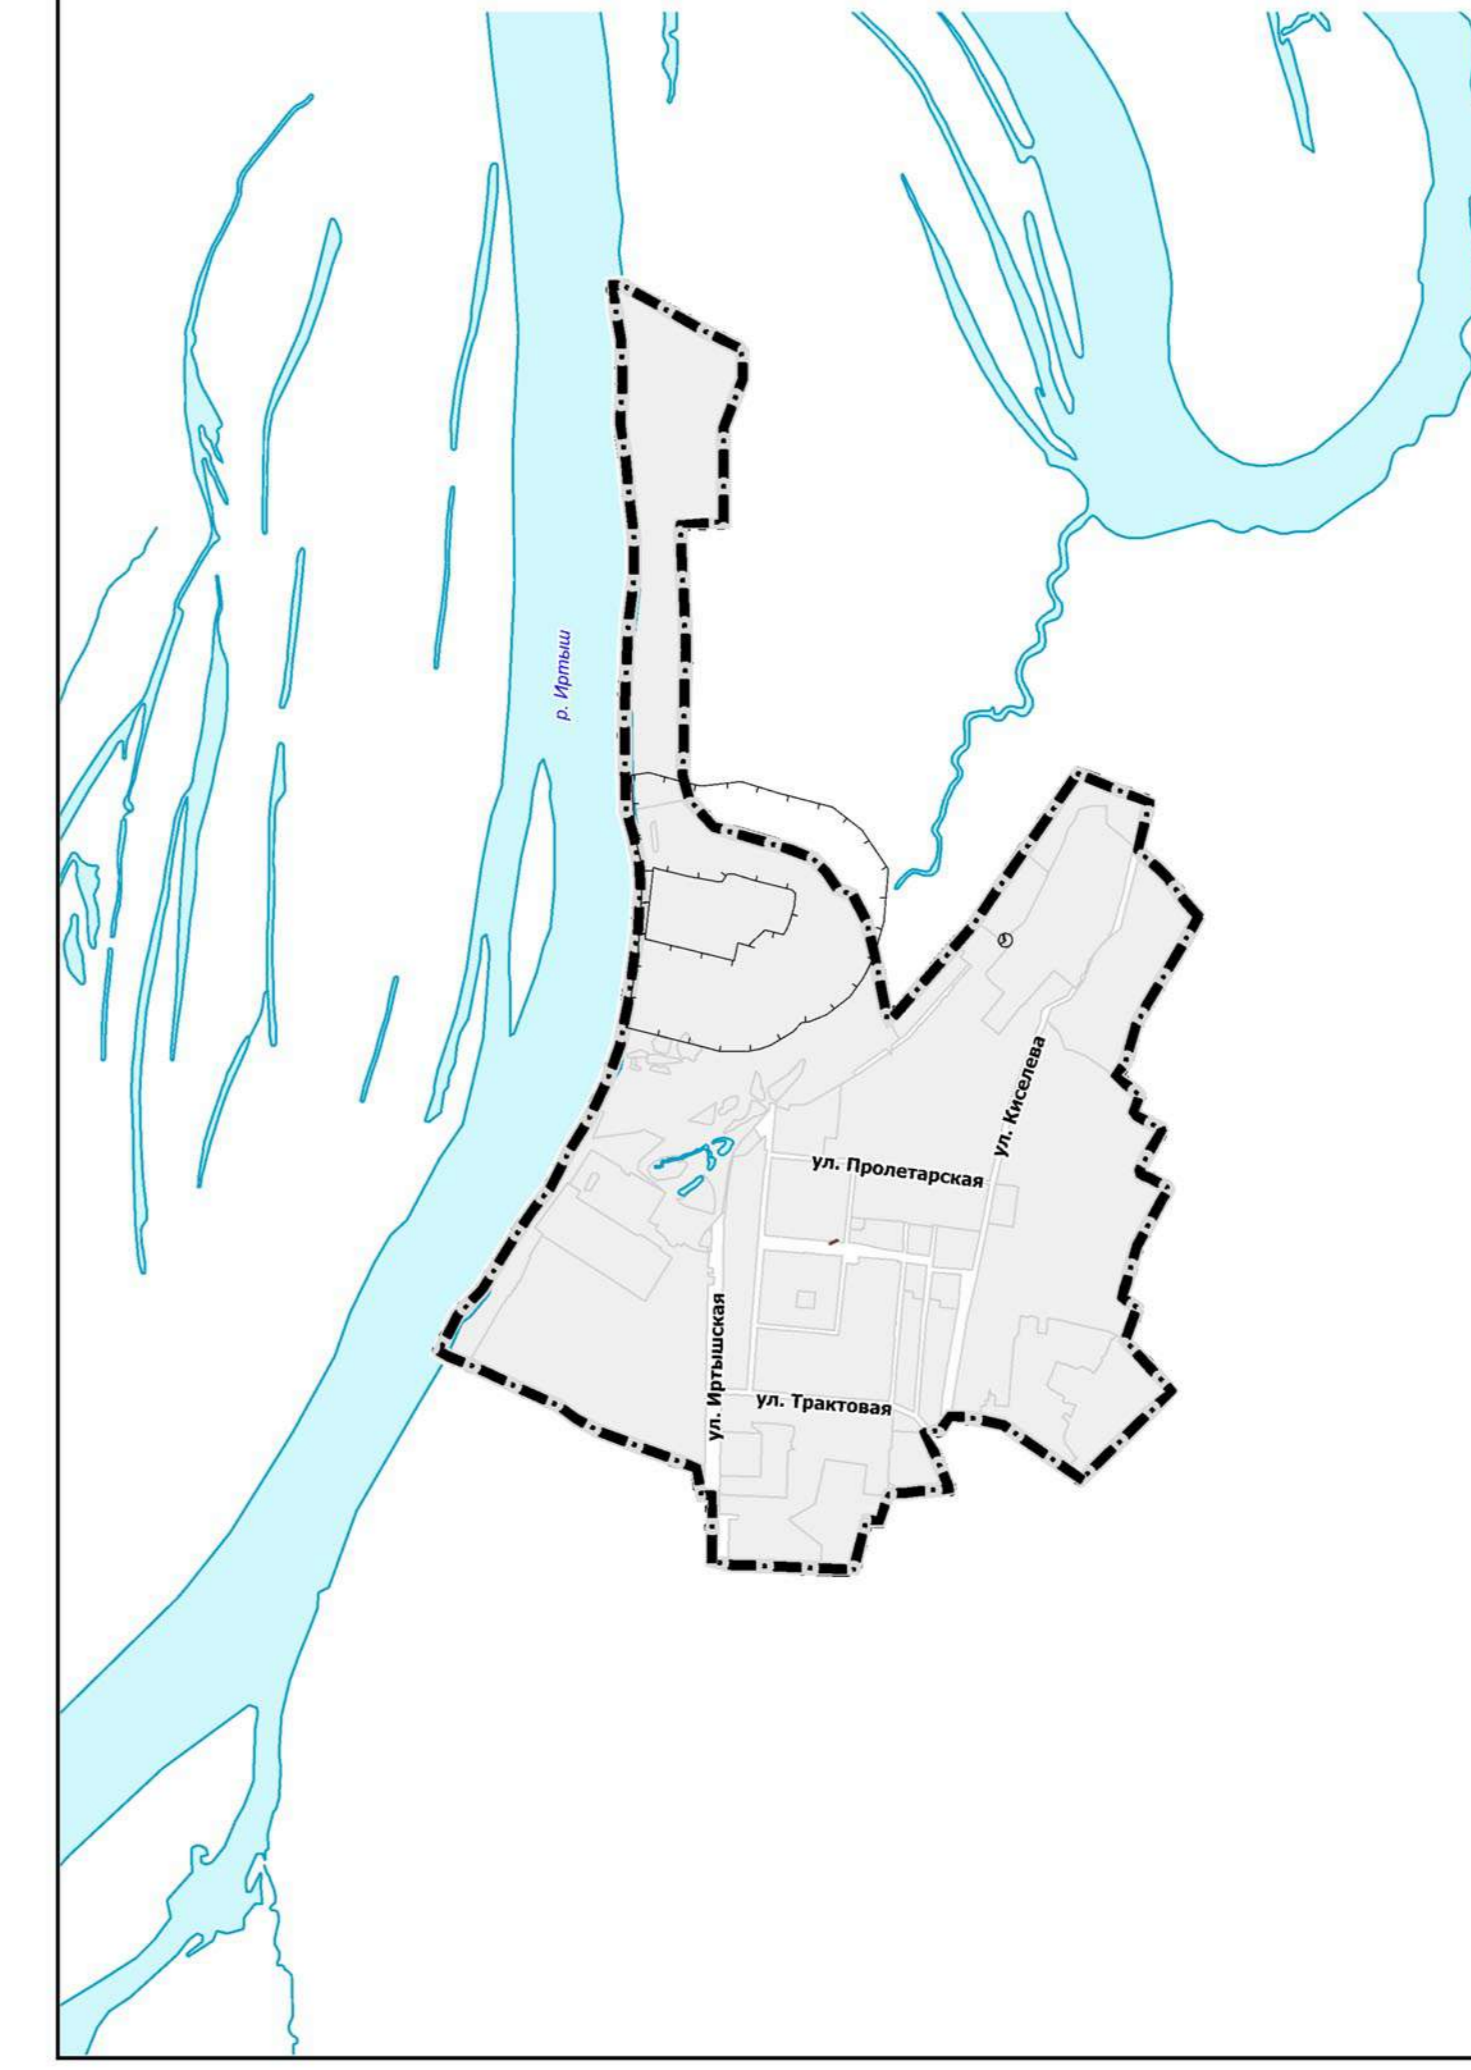 р. Иртыш
ул. Киселева
ул. Пролетарская
ул. Иртышская
ул. Трактовая